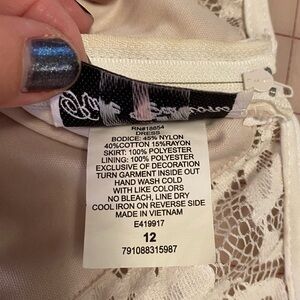 RN#18854
DRESS
BODICE: 45% NYLON
40%COTTON 15%RAYON
SKIRT: 100% POLYESTER
LINING: 100% POLYESTER
EXCLUSIVE OF DECORATION
TURN GARMENT INSIDE OUT
HAND WASH COLD
WITH LIKE COLORS
NO BLEACH, LINE DRY
COOL IRON ON REVERSE SIDE
MADE IN VIETNAM
E419917
12
791088315987